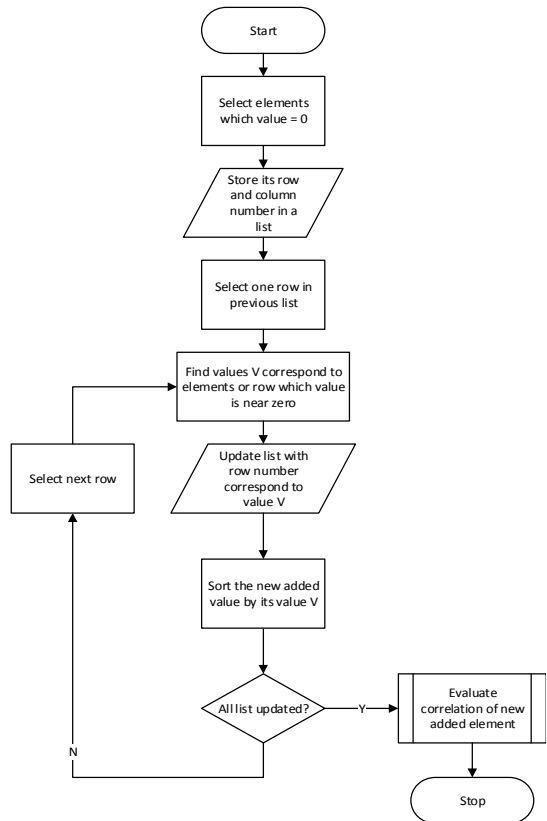 Start
Select elements
which value = 0
Store its row
and column
number in a
list
Select one row in
previous list
Find values V correspond to
elements or row which value
is near zero
Select next row
Update list with
row number
correspond to
value V
Sort the new added
value by its value V
All list updated?
Y
Evaluate
correlation of new
added element
N
Stop